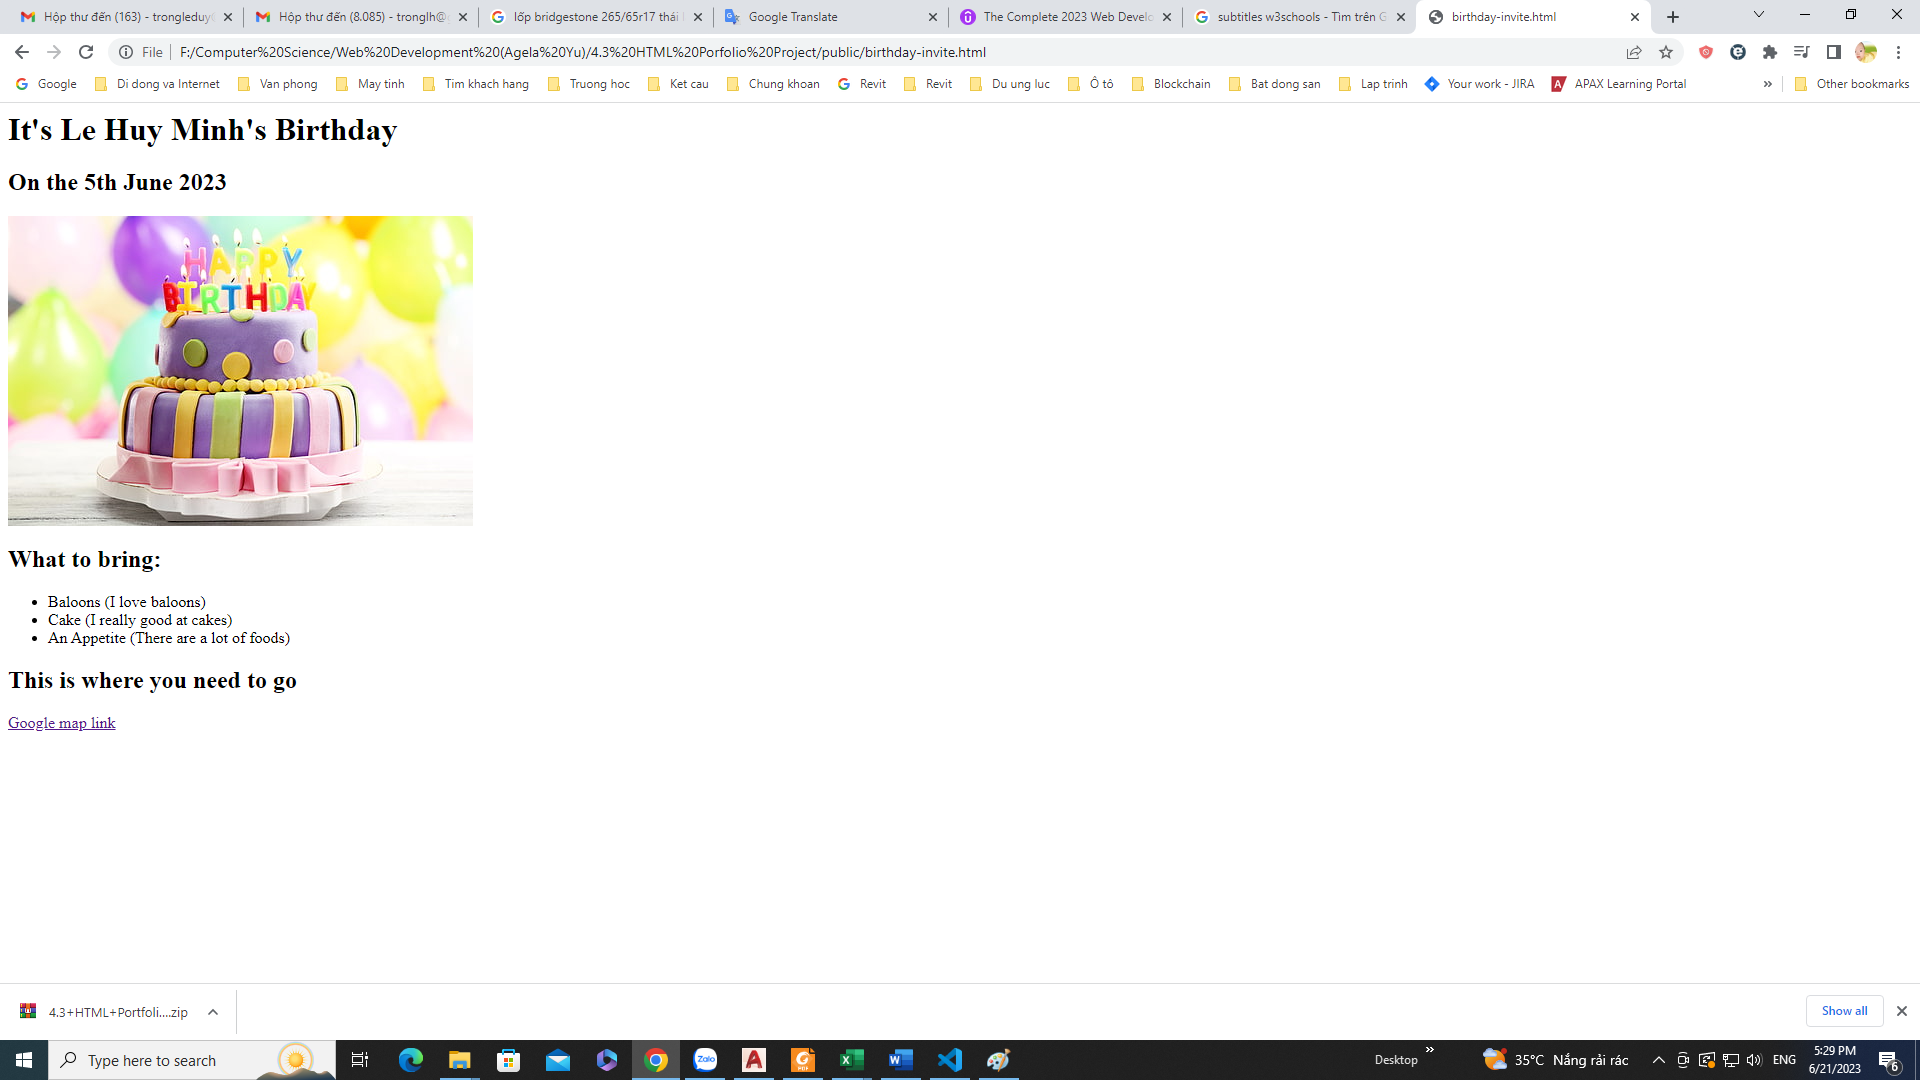 Hộp thư đến (163) - trongleduy
Hộp thư đến (8.085) - tronglh@
lốp bridgestone 265/65r17 thái
Google Translate
The Complete 2023 Web Develo
subtitles w3schools - Tìm trên G
birthday-invite.html
File
F:/Computer%20Science/Web%20Development%20(Agela%20Yu)/4.3%20HTML%20Porfolio%20Project/public/birthday-invite.html
Google
Di dong va Internet
Van phong
May tinh
Tim khach hang
Truong hoc
Ket cau
Chung khoan
Revit
Revit
Du ung luc
Ô tô
Blockchain
Bat dong san
Lap trinh
Your work - JIRA
APAX Learning Portal
»
Other bookmarks
It's Le Huy Minh's Birthday
On the 5th June 2023
HAPPY
BIRTHDAY
What to bring:
• Baloons (I love baloons)
• Cake (I really good at cakes)
• An Appetite (There are a lot of foods)
This is where you need to go
Google map link
4.3+HTML+Portfoli....zip
Show all
Type here to search
Zalo
Desktop
»
35°C Nắng rải rác
ENG
5:29 PM
6/21/2023
6